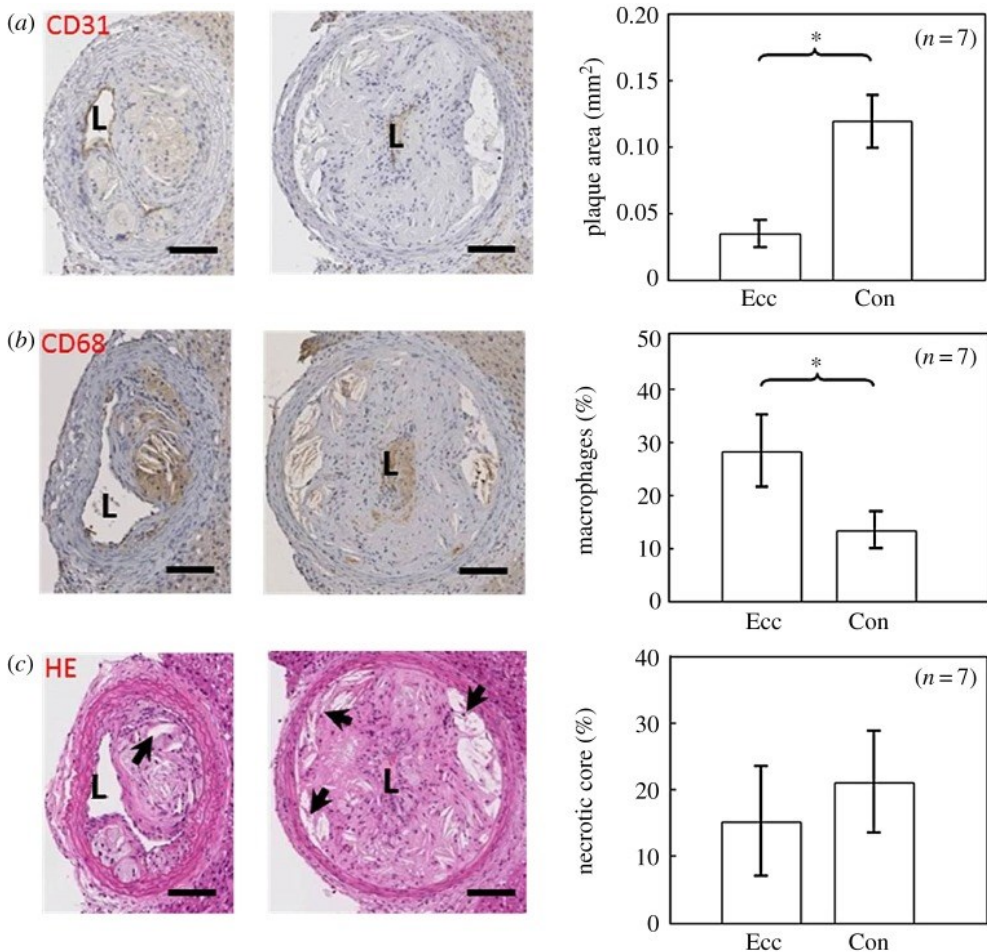 (a) CD31
L
L
plaque area (mm²)
0.20
0.15
0.10
0.05
0
*
(n = 7)
Ecc Con
(b) CD68
L
L
macrophages (%)
50
40
30
20
10
0
*
(n = 7)
Ecc Con
(c) HE
L
L
necrotic core (%)
40
30
20
10
0
(n = 7)
Ecc Con